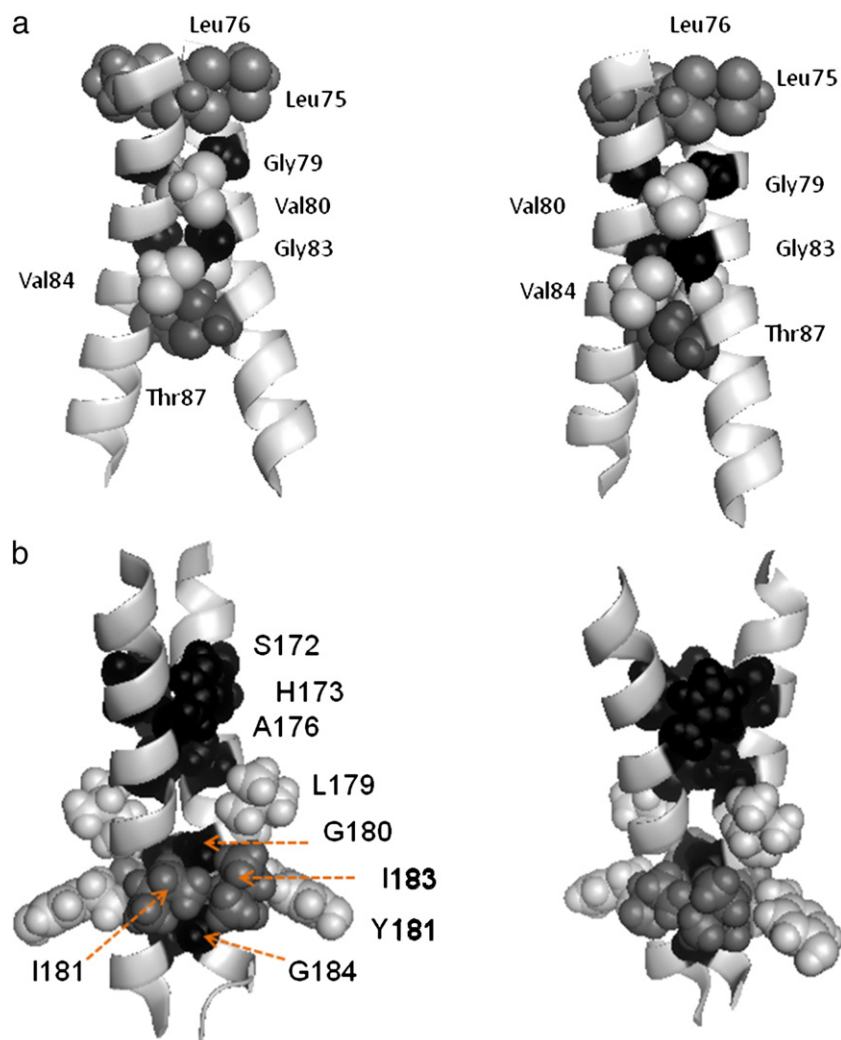 a
Leu76
Leu75
Gly79
Val80
Gly83
Val84
Thr87
Leu76
Leu75
Gly79
Val80
Gly83
Val84
Thr87
b
S172
H173
A176
L179
G180
I183
Y181
I181
G184